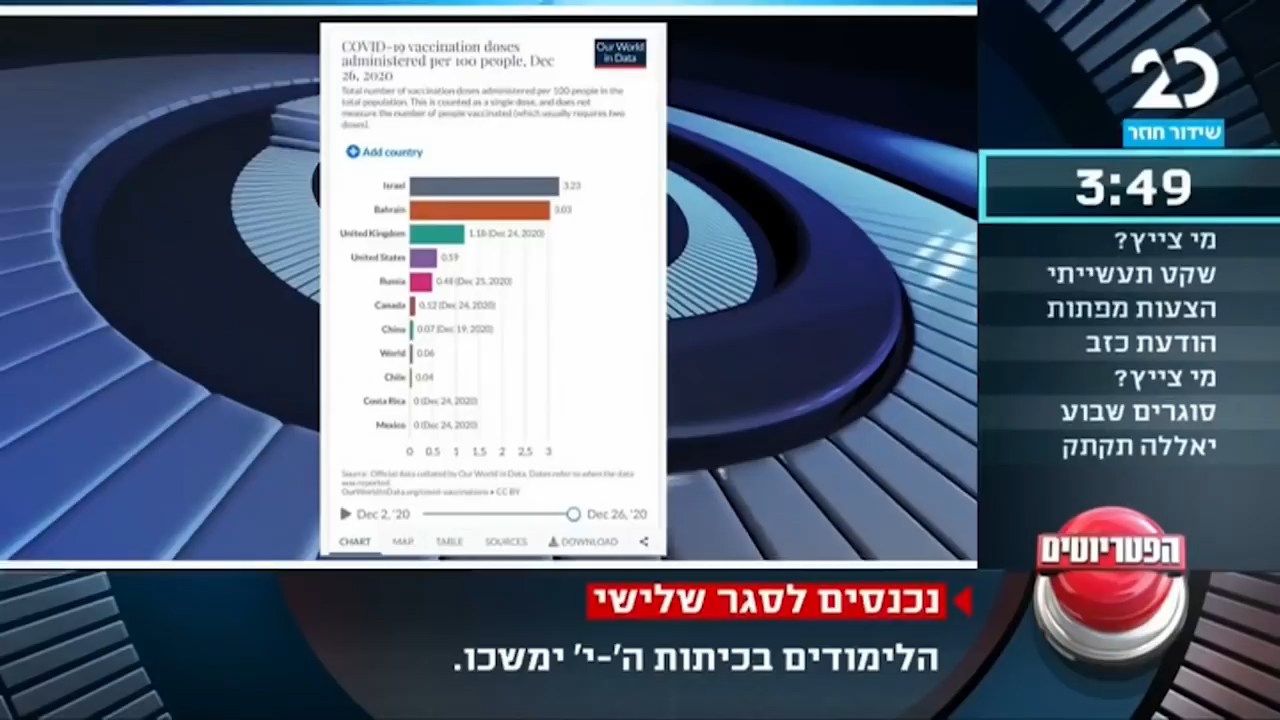 COVID-19 vaccination doses
administered per 100 people, Dec
26, 2020
Our World
in Data
Total number of vaccination doses administered per 100 people in the
total population. This is counted as a single dose, and does not
measure the number of people vaccinated (which usually requires two
doses).
Add country
Israel 3.23
Bahrain 3.03
United Kingdom 1.18 (Dec 24, 2020)
United States 0.59
Russia 0.48 (Dec 25, 2020)
Canada 0.12 (Dec 24, 2020)
China 0.07 (Dec 19, 2020)
World 0.06
Chile 0.04
Costa Rica 0 (Dec 24, 2020)
Mexico 0 (Dec 24, 2020)
0 0.5 1 1.5 2 2.5 3
Source: Official data collated by Our World in Data. Dates refer to when the data
was reported
OurWorldInData.org/covid-vaccinations • CC BY
Dec 2, '20 Dec 26, '20
CHART MAP TABLE SOURCES DOWNLOAD
20
שידור חוזר
3:49
מי צייץ?
שקט תעשייתי
הצעות מפתות
הודעת כזב
מי צייץ?
סוגרים שבוע
יאללה תקתק
הפטריוטים
נכנסים לסגר שלישי
הלימודים בכיתות ה'-י' ימשכו.